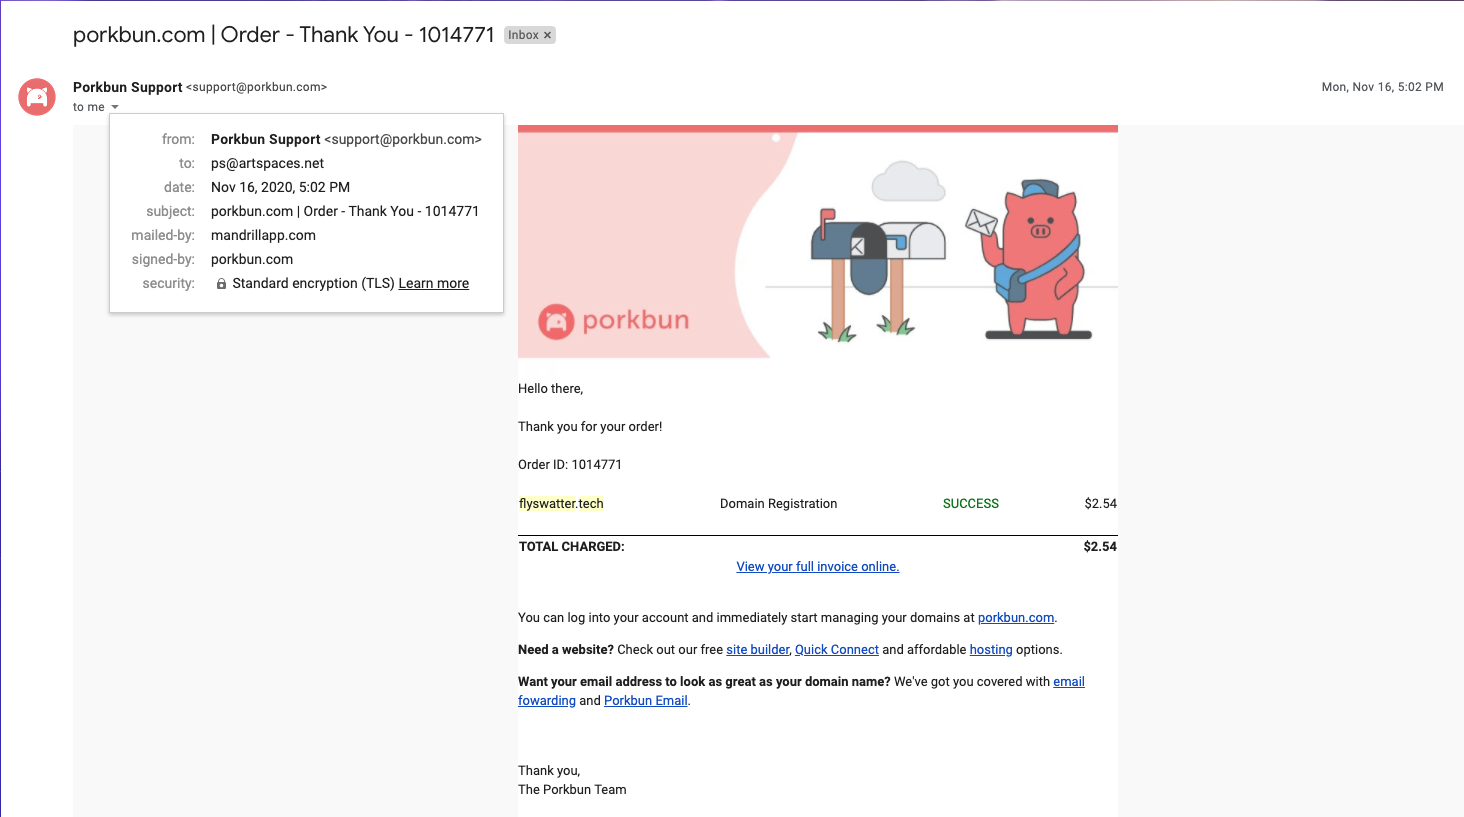 porkbun.com | Order - Thank You - 1014771 Inbox ×
Porkbun Support <support@porkbun.com> Mon, Nov 16, 5:02 PM
to me
from: Porkbun Support <support@porkbun.com>
to: ps@artspaces.net
date: Nov 16, 2020, 5:02 PM
subject: porkbun.com | Order - Thank You - 1014771
mailed-by: mandrillapp.com
signed-by: porkbun.com
security: Standard encryption (TLS) Learn more
porkbun
Hello there,
Thank you for your order!
Order ID: 1014771
flyswatter.tech Domain Registration SUCCESS $2.54
TOTAL CHARGED: $2.54
View your full invoice online.
You can log into your account and immediately start managing your domains at porkbun.com.
Need a website? Check out our free site builder, Quick Connect and affordable hosting options.
Want your email address to look as great as your domain name? We've got you covered with email
fowarding and Porkbun Email.
Thank you,
The Porkbun Team